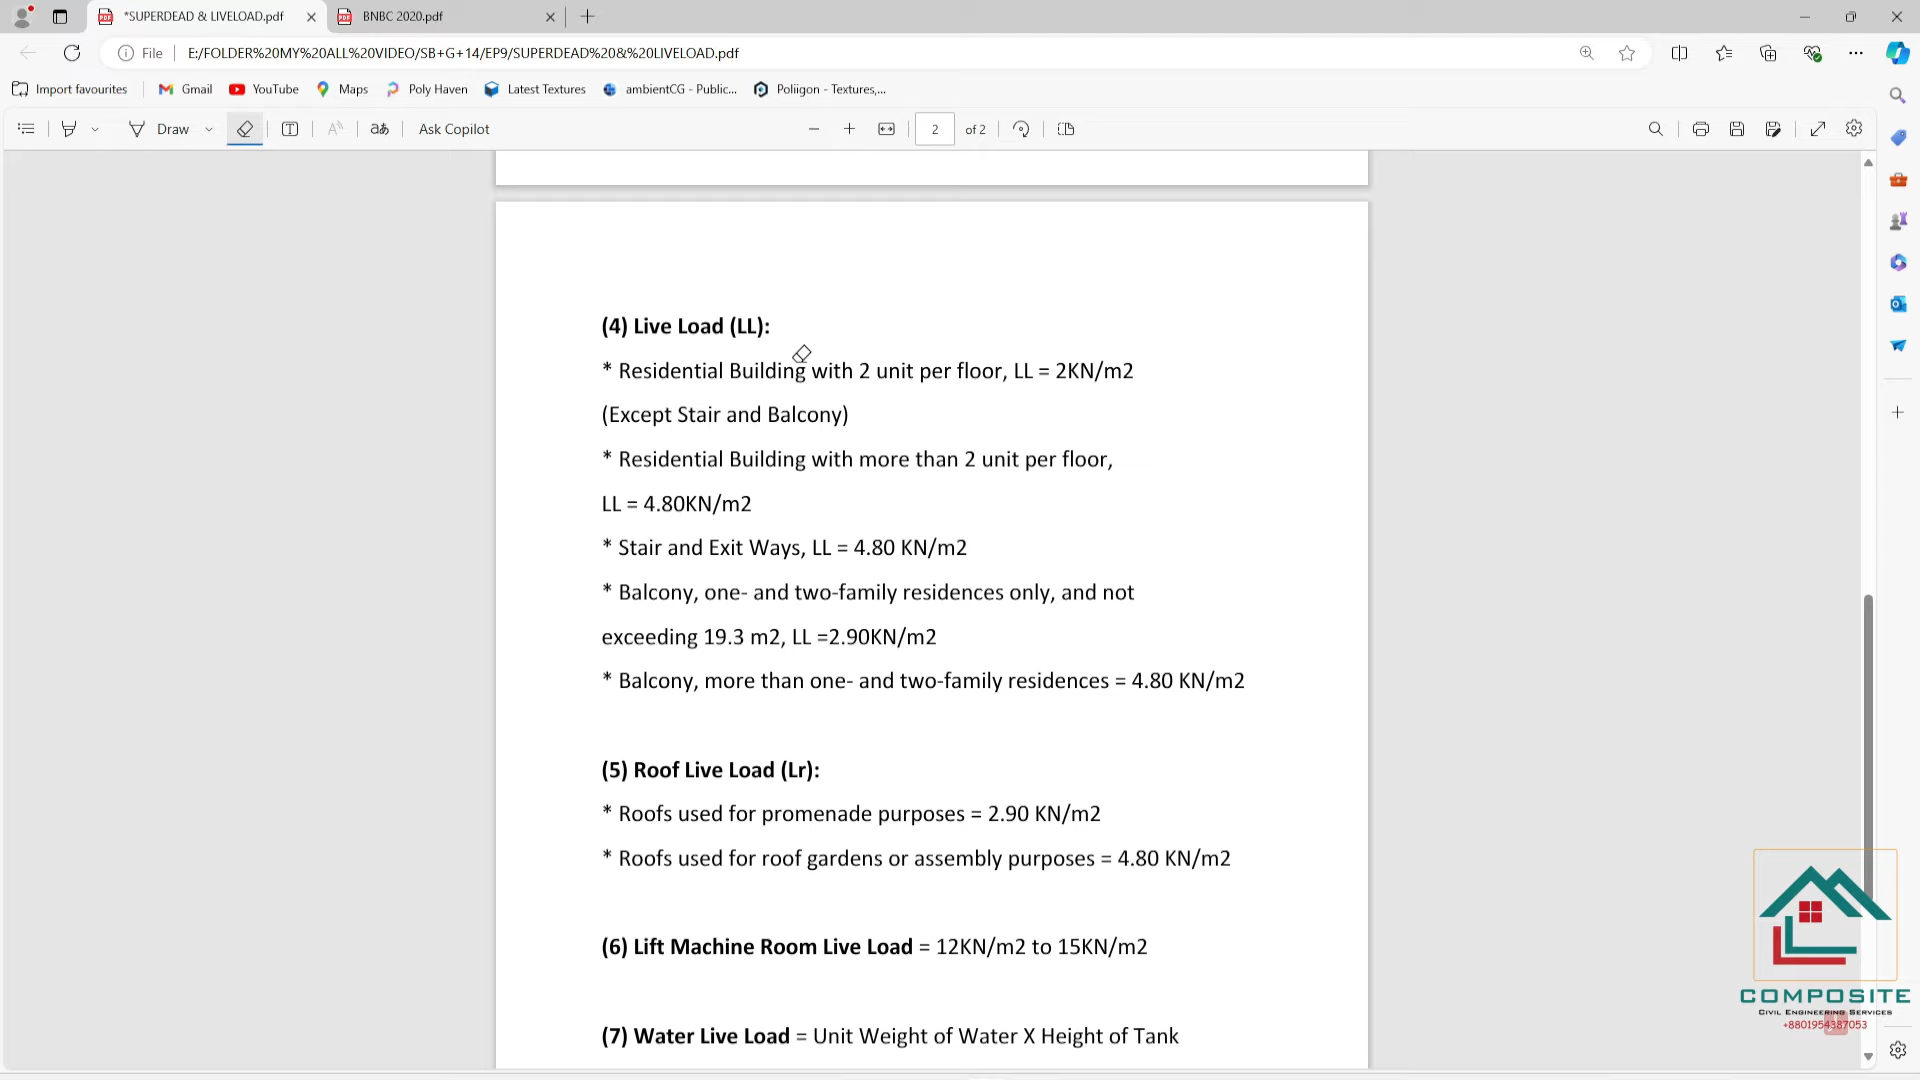 *SUPERDEAD & LIVELOAD.pdf
BNBC 2020.pdf
File
E:/FOLDER%20MY%20ALL%20VIDEO/SB+G+14/EP9/SUPERDEAD%20&%20LIVELOAD.pdf
Import favourites
Gmail
YouTube
Maps
Poly Haven
Latest Textures
ambientCG - Public...
Poliigon - Textures,...
Draw
Ask Copilot
2
of 2
(4) Live Load (LL):
* Residential Building with 2 unit per floor, LL = 2KN/m2
(Except Stair and Balcony)
* Residential Building with more than 2 unit per floor,
LL = 4.80KN/m2
* Stair and Exit Ways, LL = 4.80 KN/m2
* Balcony, one- and two-family residences only, and not
exceeding 19.3 m2, LL =2.90KN/m2
* Balcony, more than one- and two-family residences = 4.80 KN/m2
(5) Roof Live Load (Lr):
* Roofs used for promenade purposes = 2.90 KN/m2
* Roofs used for roof gardens or assembly purposes = 4.80 KN/m2
(6) Lift Machine Room Live Load = 12KN/m2 to 15KN/m2
(7) Water Live Load = Unit Weight of Water X Height of Tank
COMPOSITE
CIVIL ENGINEERING SERVICES
+8801954387053